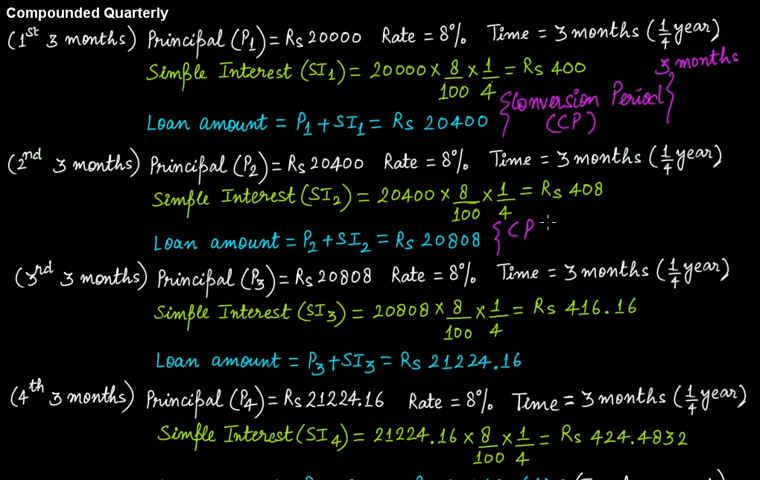 Compounded Quarterly
(1st 3 months) Principal (P1) = Rs 20000 Rate = 8% Time = 3 months (1/4 year)
Simple Interest (SI1) = 20000 × 8/100 × 1/4 = Rs 400
3 months
Loan amount = P1 + SI1 = Rs 20400
{Conversion Period
(CP) }
(2nd 3 months) Principal (P2) = Rs 20400 Rate = 8% Time = 3 months (1/4 year)
Simple Interest (SI2) = 20400 × 8/100 × 1/4 = Rs 408
Loan amount = P2 + SI2 = Rs 20808 { CP
(3rd 3 months) Principal (P3) = Rs 20808 Rate = 8% Time = 3 months (1/4 year)
Simple Interest (SI3) = 20808 × 8/100 × 1/4 = Rs 416.16
Loan amount = P3 + SI3 = Rs 21224.16
(4th 3 months) Principal (P4) = Rs 21224.16 Rate = 8% Time = 3 months (1/4 year)
Simple Interest (SI4) = 21224.16 × 8/100 × 1/4 = Rs 424.4832